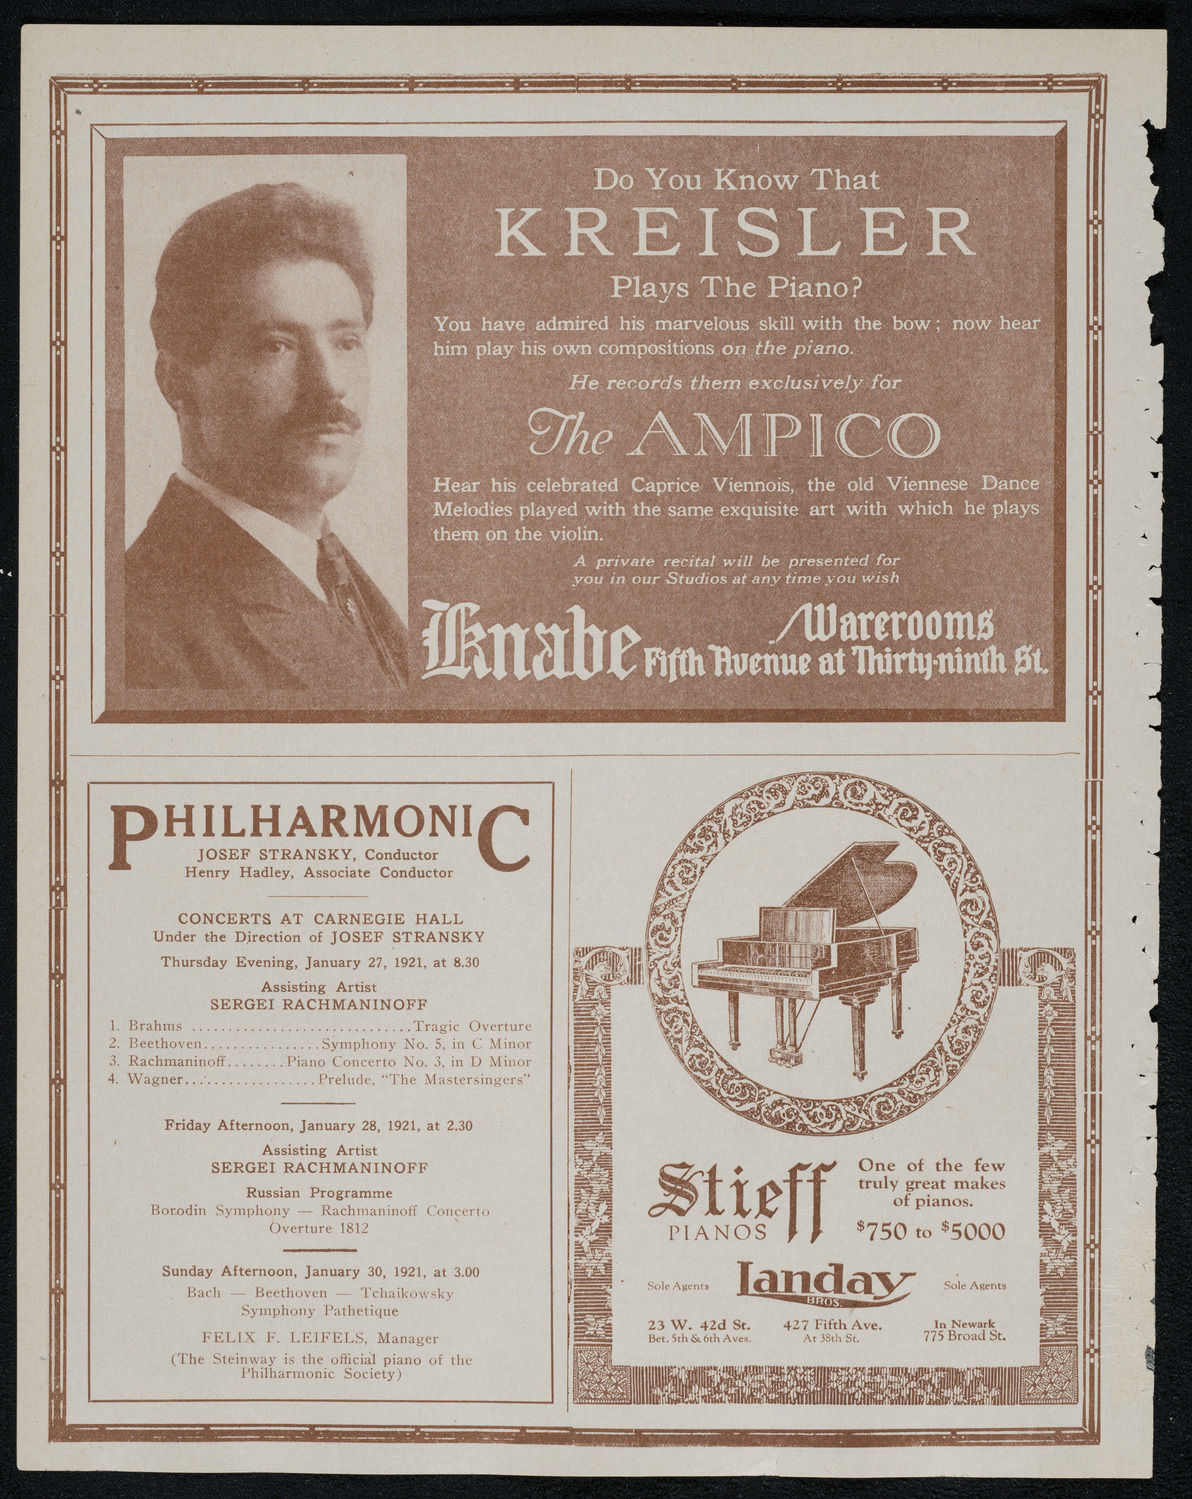 Do You Know That
KREISLER
Plays The Piano?
You have admired his marvelous skill with the bow; now hear
him play his own compositions on the piano.
He records them exclusively for
The AMPICO
Hear his celebrated Caprice Viennois, the old Viennese Dance
Melodies played with the same exquisite art with which he plays
them on the violin.
A private recital will be presented for
you in our Studios at any time you wish
Knabe Warerooms
Fifth Avenue at Thirty-ninth St.
PHILHARMONIC
JOSEF STRANSKY, Conductor
Henry Hadley, Associate Conductor
CONCERTS AT CARNEGIE HALL
Under the Direction of JOSEF STRANSKY
Thursday Evening, January 27, 1921, at 8.30
Assisting Artist
SERGEI RACHMANINOFF
1. Brahms ..............................Tragic Overture
2. Beethoven................Symphony No. 5, in C Minor
3. Rachmaninoff........Piano Concerto No. 3, in D Minor
4. Wagner..................Prelude, "The Mastersingers"
Friday Afternoon, January 28, 1921, at 2.30
Assisting Artist
SERGEI RACHMANINOFF
Russian Programme
Borodin Symphony — Rachmaninoff Concerto
Overture 1812
Sunday Afternoon, January 30, 1921, at 3.00
Bach — Beethoven — Tchaikowsky
Symphony Pathetique
FELIX F. LEIFELS, Manager
(The Steinway is the official piano of the
Philharmonic Society)
Stieff
PIANOS
One of the few
truly great makes
of pianos.
$750 to $5000
Sole Agents Landay Sole Agents
BROS.
23 W. 42d St. 427 Fifth Ave. In Newark
Bet. 5th & 6th Aves. At 38th St. 775 Broad St.